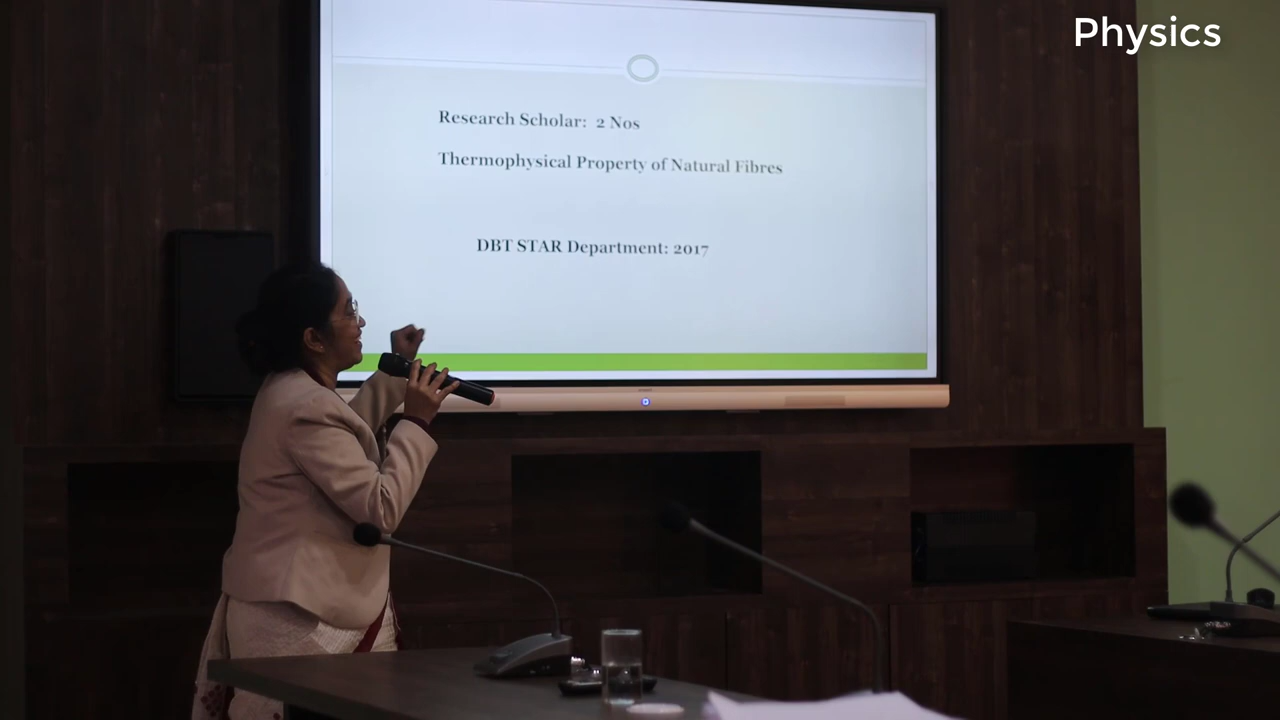 Physics
Research Scholar: 2 Nos
Thermophysical Property of Natural Fibres
DBT STAR Department: 2017